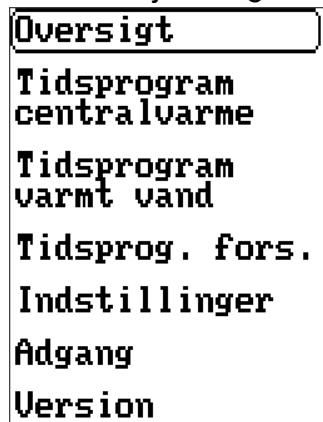 Oversigt
Tidsprogram
centralvarme
Tidsprogram
varmt vand
Tidsprog. fors.
Indstillinger
Adgang
Version